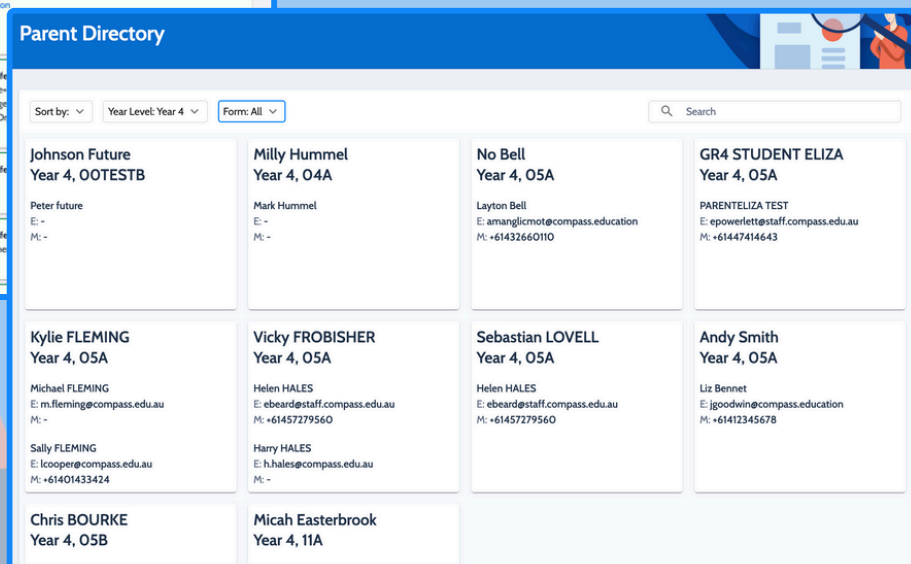 Parent Directory
Sort by:
Year Level: Year 4
Form: All
Search
Johnson Future
Year 4, 00TESTB
Peter future
E: -
M: -
Milly Hummel
Year 4, 04A
Mark Hummel
E: -
M: -
No Bell
Year 4, 05A
Layton Bell
E: amanglicmot@compass.education
M: +61432660110
GR4 STUDENT ELIZA
Year 4, 05A
PARENTELIZA TEST
E: epowerlett@staff.compass.edu.au
M: +61447414643
Kylie FLEMING
Year 4, 05A
Michael FLEMING
E: m.fleming@compass.edu.au
M: -
Sally FLEMING
E: lcooper@compass.edu.au
M: +61401433424
Vicky FROBISHER
Year 4, 05A
Helen HALES
E: ebeard@staff.compass.edu.au
M: +61457279560
Harry HALES
E: h.hales@compass.edu.au
M: -
Sebastian LOVELL
Year 4, 05A
Helen HALES
E: ebeard@staff.compass.edu.au
M: +61457279560
Andy Smith
Year 4, 05A
Liz Bennet
E: jgoodwin@compass.education
M: +61412345678
Chris BOURKE
Year 4, 05B
Micah Easterbrook
Year 4, 11A